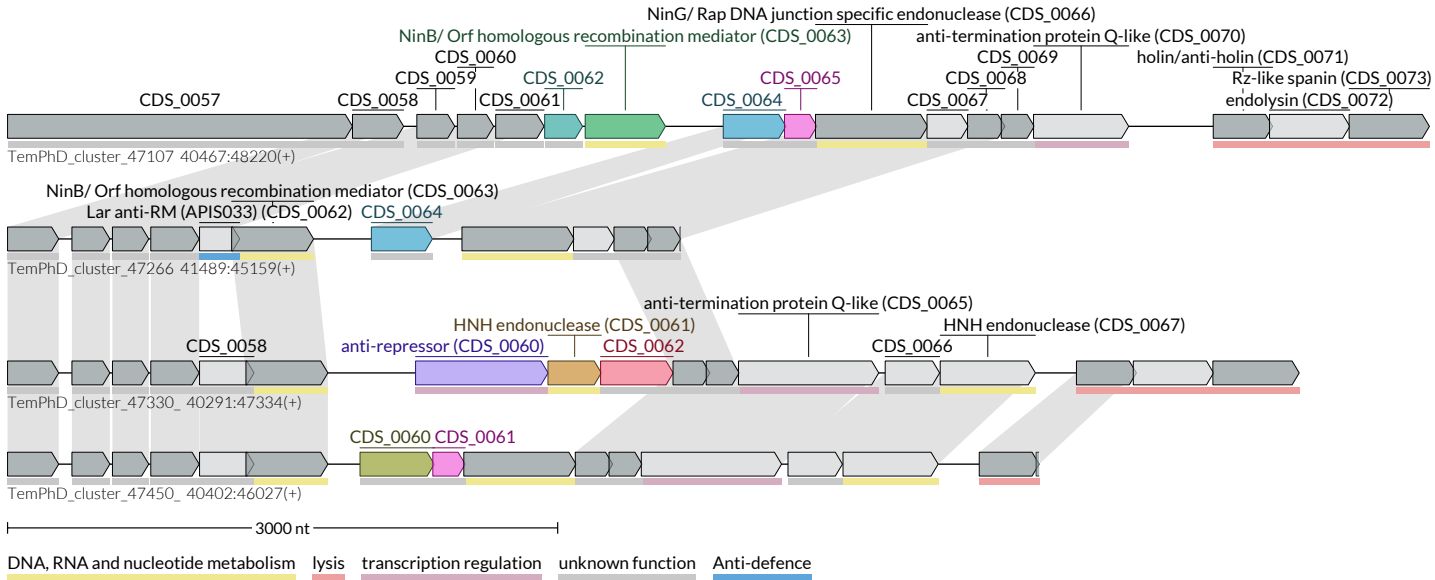 NinG/ Rap DNA junction specific endonuclease (CDS_0066)
NinB/ Orf homologous recombination mediator (CDS_0063) anti-termination protein Q-like (CDS_0070)
CDS_0060 CDS_0069 holin/anti-holin (CDS_0071)
CDS_0059 CDS_0062 CDS_0065 CDS_0068 Rz-like spanin (CDS_0073)
CDS_0057 CDS_0058 CDS_0061 CDS_0064 CDS_0067 endolysin (CDS_0072)
TemPhD_cluster_47107 40467:48220(+)
NinB/ Orf homologous recombination mediator (CDS_0063)
Lar anti-RM (APIS033) (CDS_0062) CDS_0064
TemPhD_cluster_47266 41489:45159(+)
anti-termination protein Q-like (CDS_0065)
HNH endonuclease (CDS_0061) HNH endonuclease (CDS_0067)
CDS_0058 anti-repressor (CDS_0060) CDS_0062 CDS_0066
TemPhD_cluster_47330_ 40291:47334(+)
CDS_0060 CDS_0061
TemPhD_cluster_47450_ 40402:46027(+)
3000 nt
DNA, RNA and nucleotide metabolism lysis transcription regulation unknown function Anti-defence